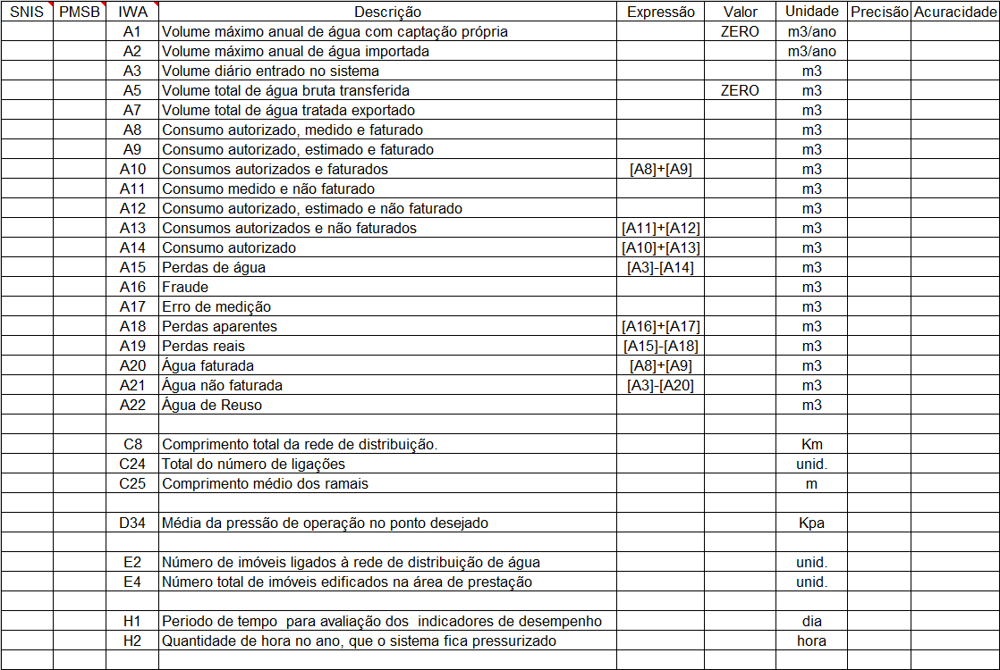 SNIS PMSB IWA Descrição Expressão Valor Unidade Precisão Acuracidade
A1 Volume máximo anual de água com captação própria ZERO m3/ano
A2 Volume máximo anual de água importada m3/ano
A3 Volume diário entrado no sistema m3
A5 Volume total de água bruta transferida ZERO m3
A7 Volume total de água tratada exportado m3
A8 Consumo autorizado, medido e faturado m3
A9 Consumo autorizado, estimado e faturado m3
A10 Consumos autorizados e faturados [A8]+[A9] m3
A11 Consumo medido e não faturado m3
A12 Consumo autorizado, estimado e não faturado m3
A13 Consumos autorizados e não faturados [A11]+[A12] m3
A14 Consumo autorizado [A10]+[A13] m3
A15 Perdas de água [A3]-[A14] m3
A16 Fraude m3
A17 Erro de medição m3
A18 Perdas aparentes [A16]+[A17] m3
A19 Perdas reais [A15]-[A18] m3
A20 Água faturada [A8]+[A9] m3
A21 Água não faturada [A3]-[A20] m3
A22 Água de Reuso m3
C8 Comprimento total da rede de distribuição. Km
C24 Total do número de ligações unid.
C25 Comprimento médio dos ramais m
D34 Média da pressão de operação no ponto desejado Kpa
E2 Número de imóveis ligados à rede de distribuição de água unid.
E4 Número total de imóveis edificados na área de prestação unid.
H1 Periodo de tempo para avaliação dos indicadores de desempenho dia
H2 Quantidade de hora no ano, que o sistema fica pressurizado hora